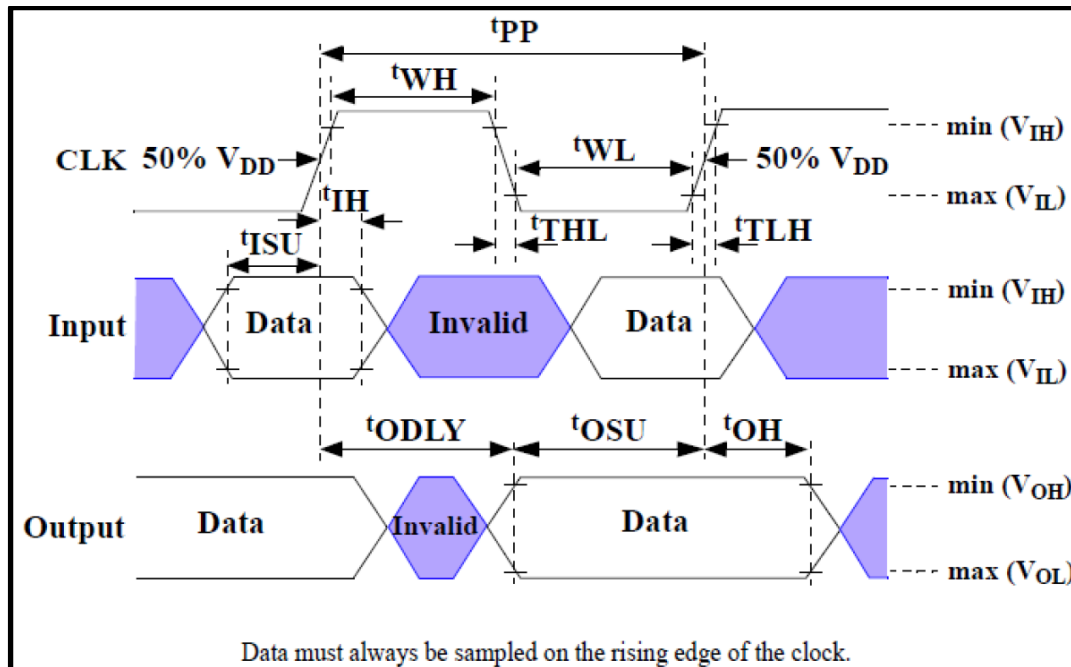 tPP
tWH
min (VIH)
CLK 50% VDD
tWL
50% VDD
max (VIL)
tIH
tTHL
tTLH
tISU
min (VIH)
Input
Data
Invalid
Data
max (VIL)
tODLY
tOSU
tOH
min (VOH)
Output
Data
Invalid
Data
max (VOL)
Data must always be sampled on the rising edge of the clock.